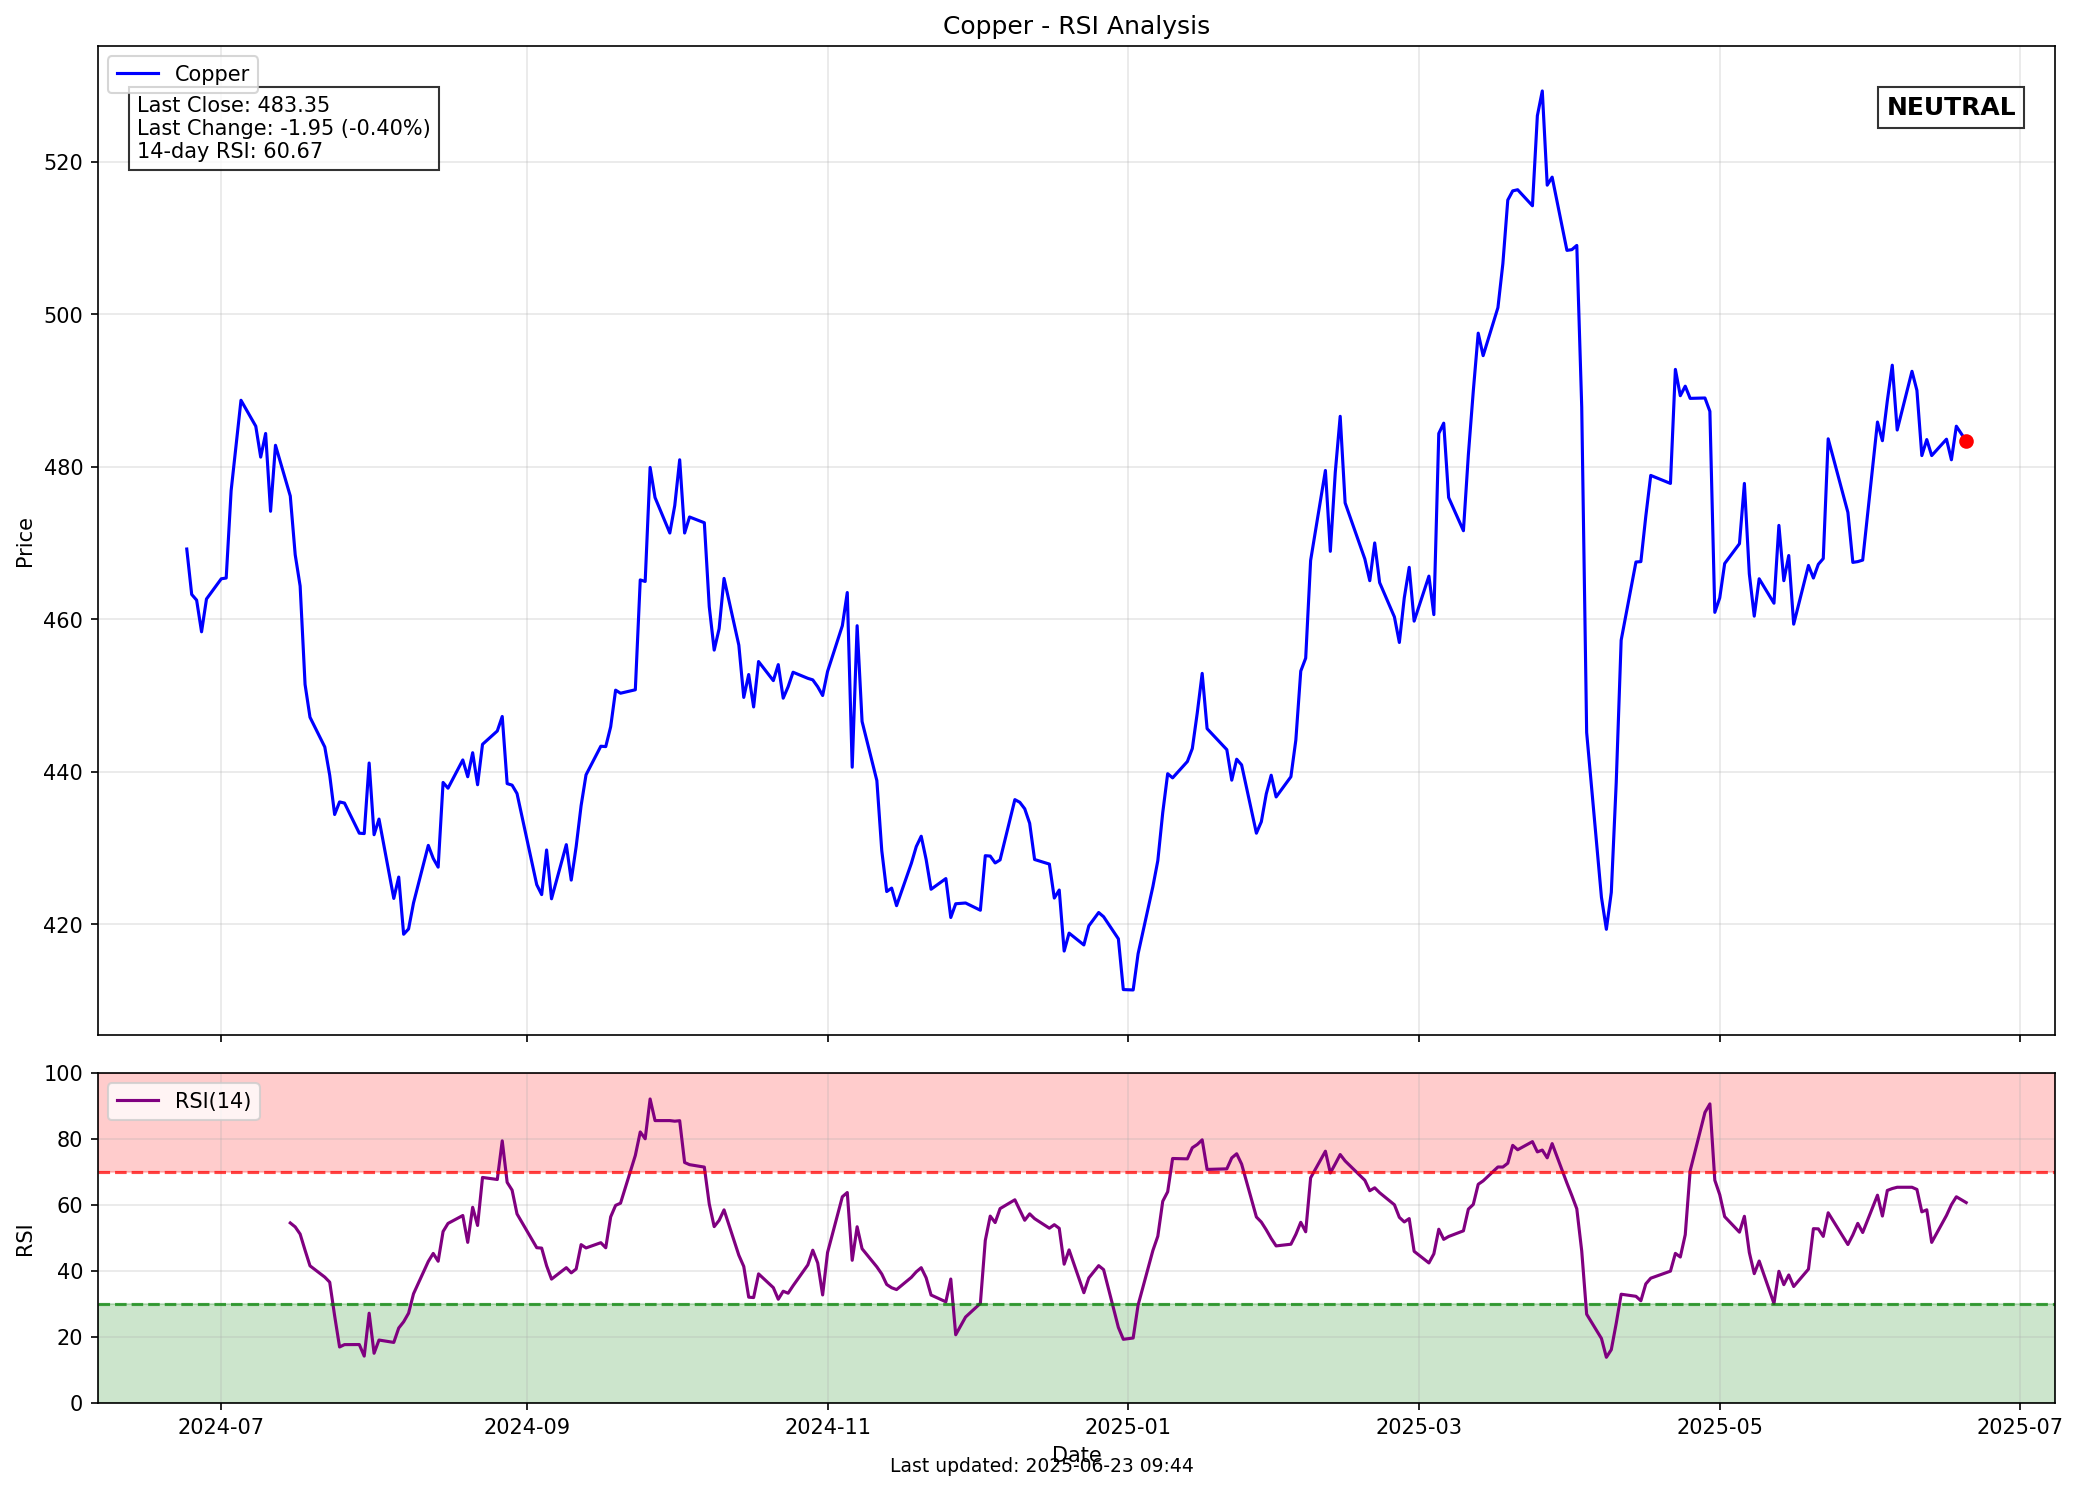 Copper - RSI Analysis
Copper
Last Close: 483.35
Last Change: -1.95 (-0.40%)
14-day RSI: 60.67
NEUTRAL
Price
520
500
480
460
440
420
RSI(14)
RSI
100
80
60
40
20
0
2024-07
2024-09
2024-11
2025-01
2025-03
2025-05
2025-07
Date
Last updated: 2025-06-23 09:44